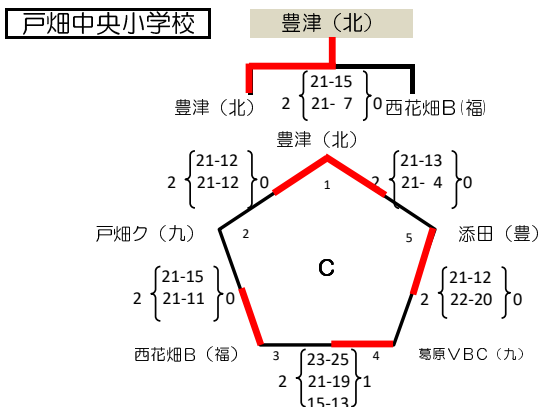 戸畑中央小学校
豊津（北）
21-15
2 21- 7 0
豊津（北） 西花畑B（福）
豊津（北）
21-12
2 21-12 0
21-13
2 21- 4 0
1
戸畑ク（九） 2
5 添田（豊）
C
21-15
2 21-11 0
21-12
2 22-20 0
西花畑B（福） 3
4 葛原VBC（九）
23-25
2 21-19 1
15-13